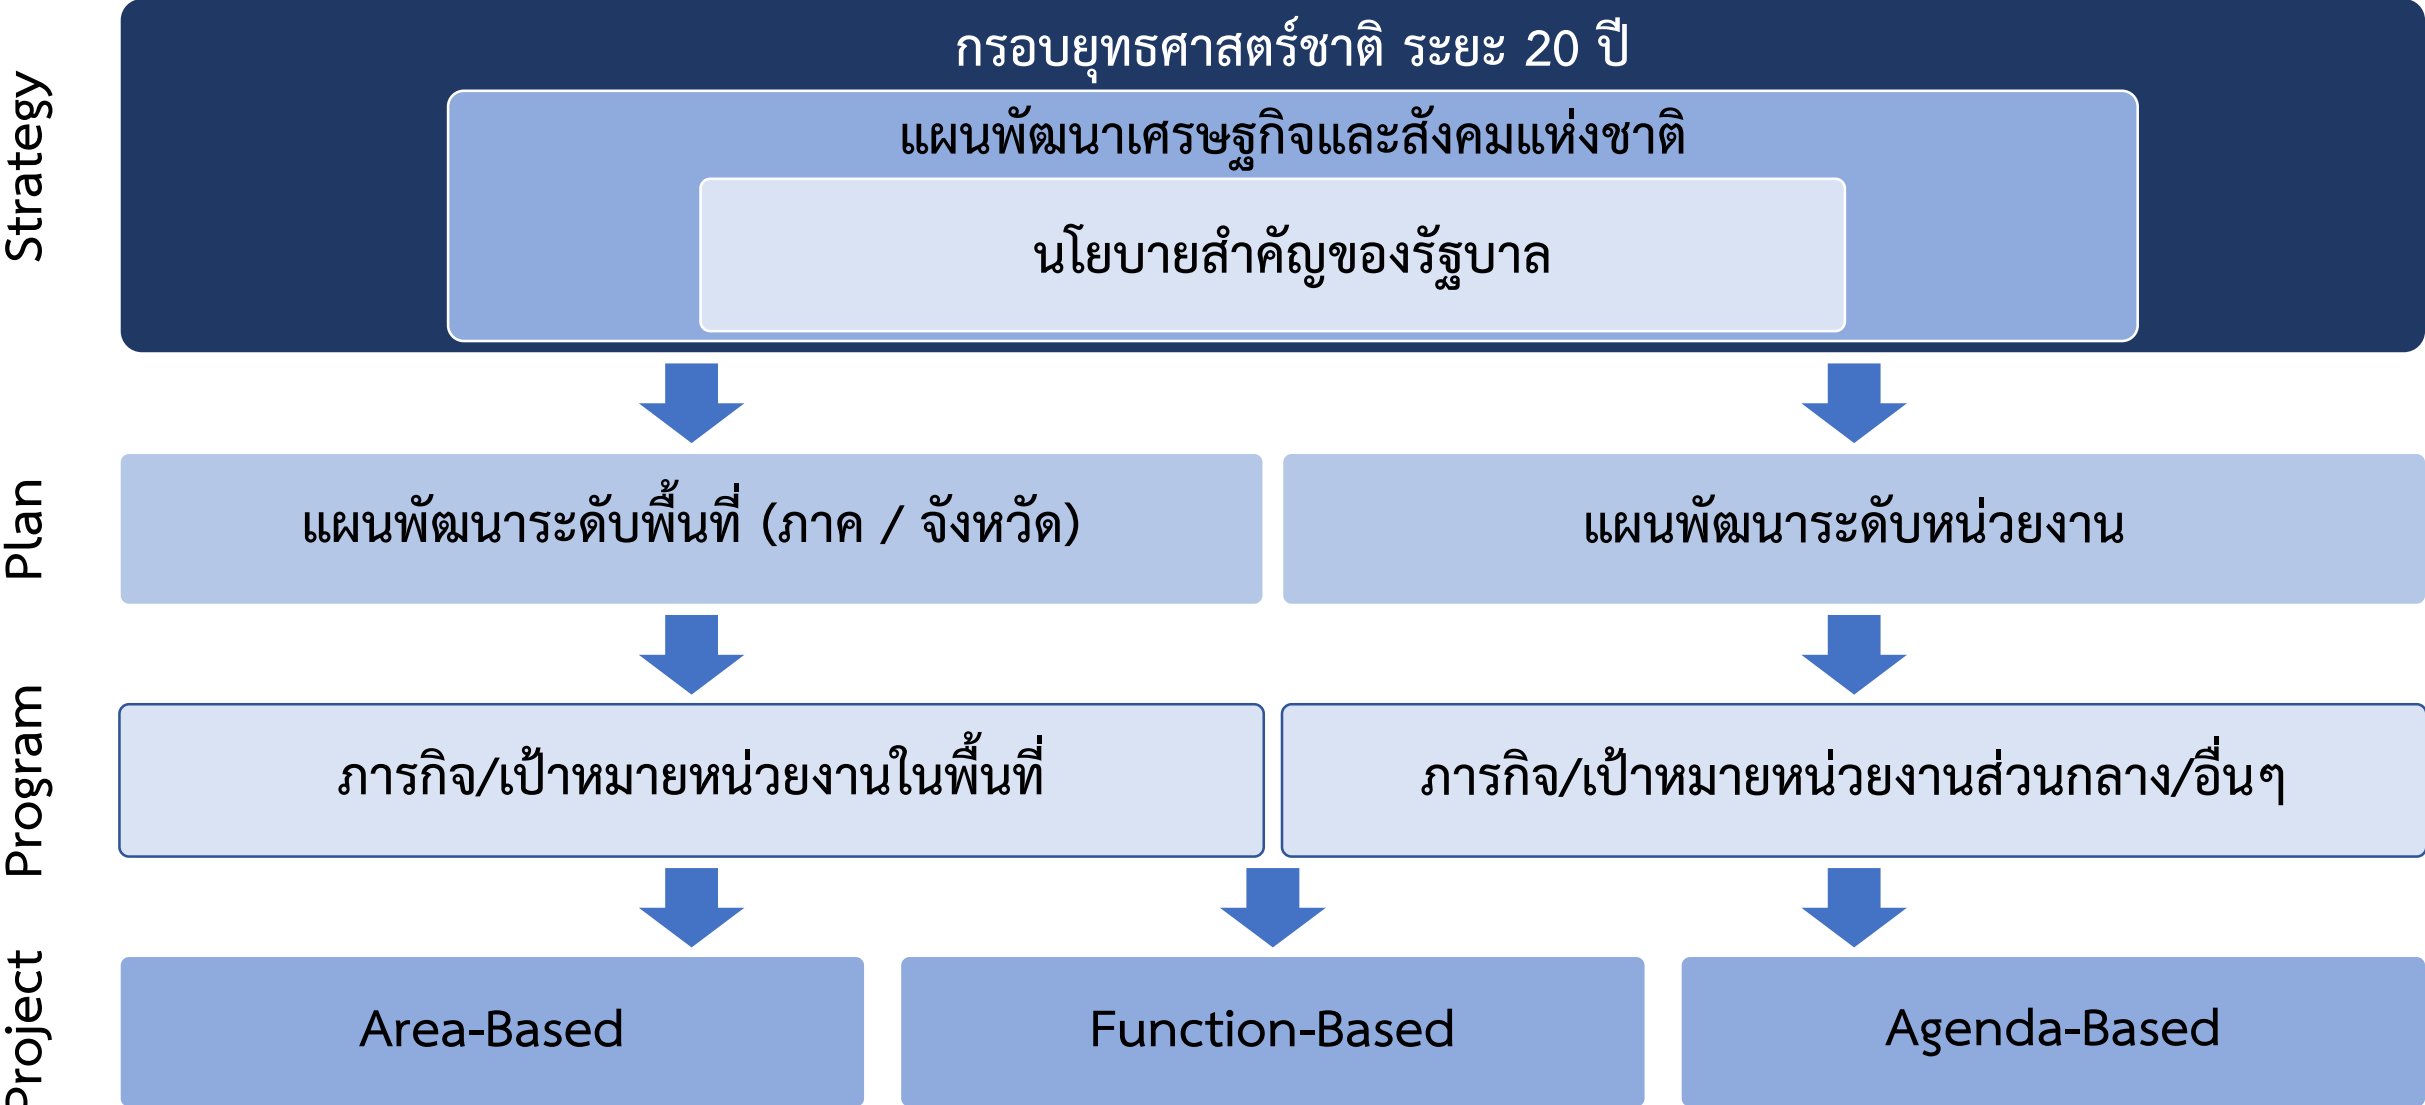 Strategy
กรอบยุทธศาสตร์ชาติ ระยะ 20 ปี
แผนพัฒนาเศรษฐกิจและสังคมแห่งชาติ
นโยบายสำคัญของรัฐบาล
Plan
แผนพัฒนาระดับพื้นที่ (ภาค / จังหวัด)
แผนพัฒนาระดับหน่วยงาน
Program
ภารกิจ/เป้าหมายหน่วยงานในพื้นที่
ภารกิจ/เป้าหมายหน่วยงานส่วนกลาง/อื่นๆ
Project
Area-Based
Function-Based
Agenda-Based